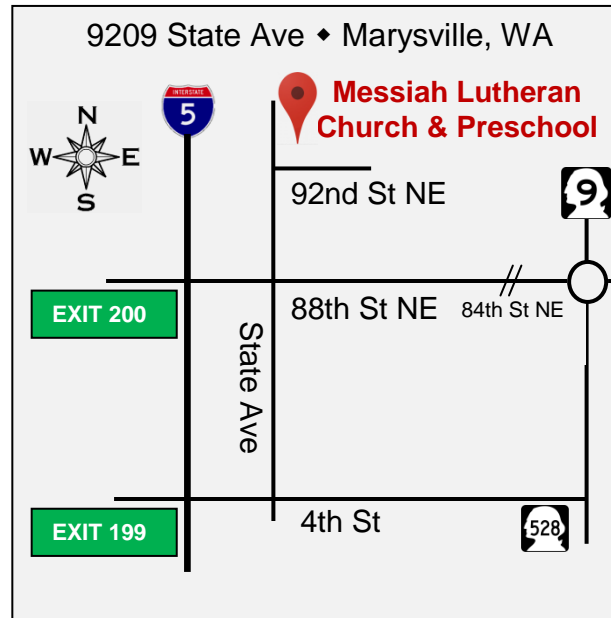 9209 State Ave ◆ Marysville, WA
INTERSTATE
5
Messiah Lutheran
Church & Preschool
N
W E
S
92nd St NE
9
EXIT 200
88th St NE
84th St NE
State Ave
EXIT 199
4th St
528